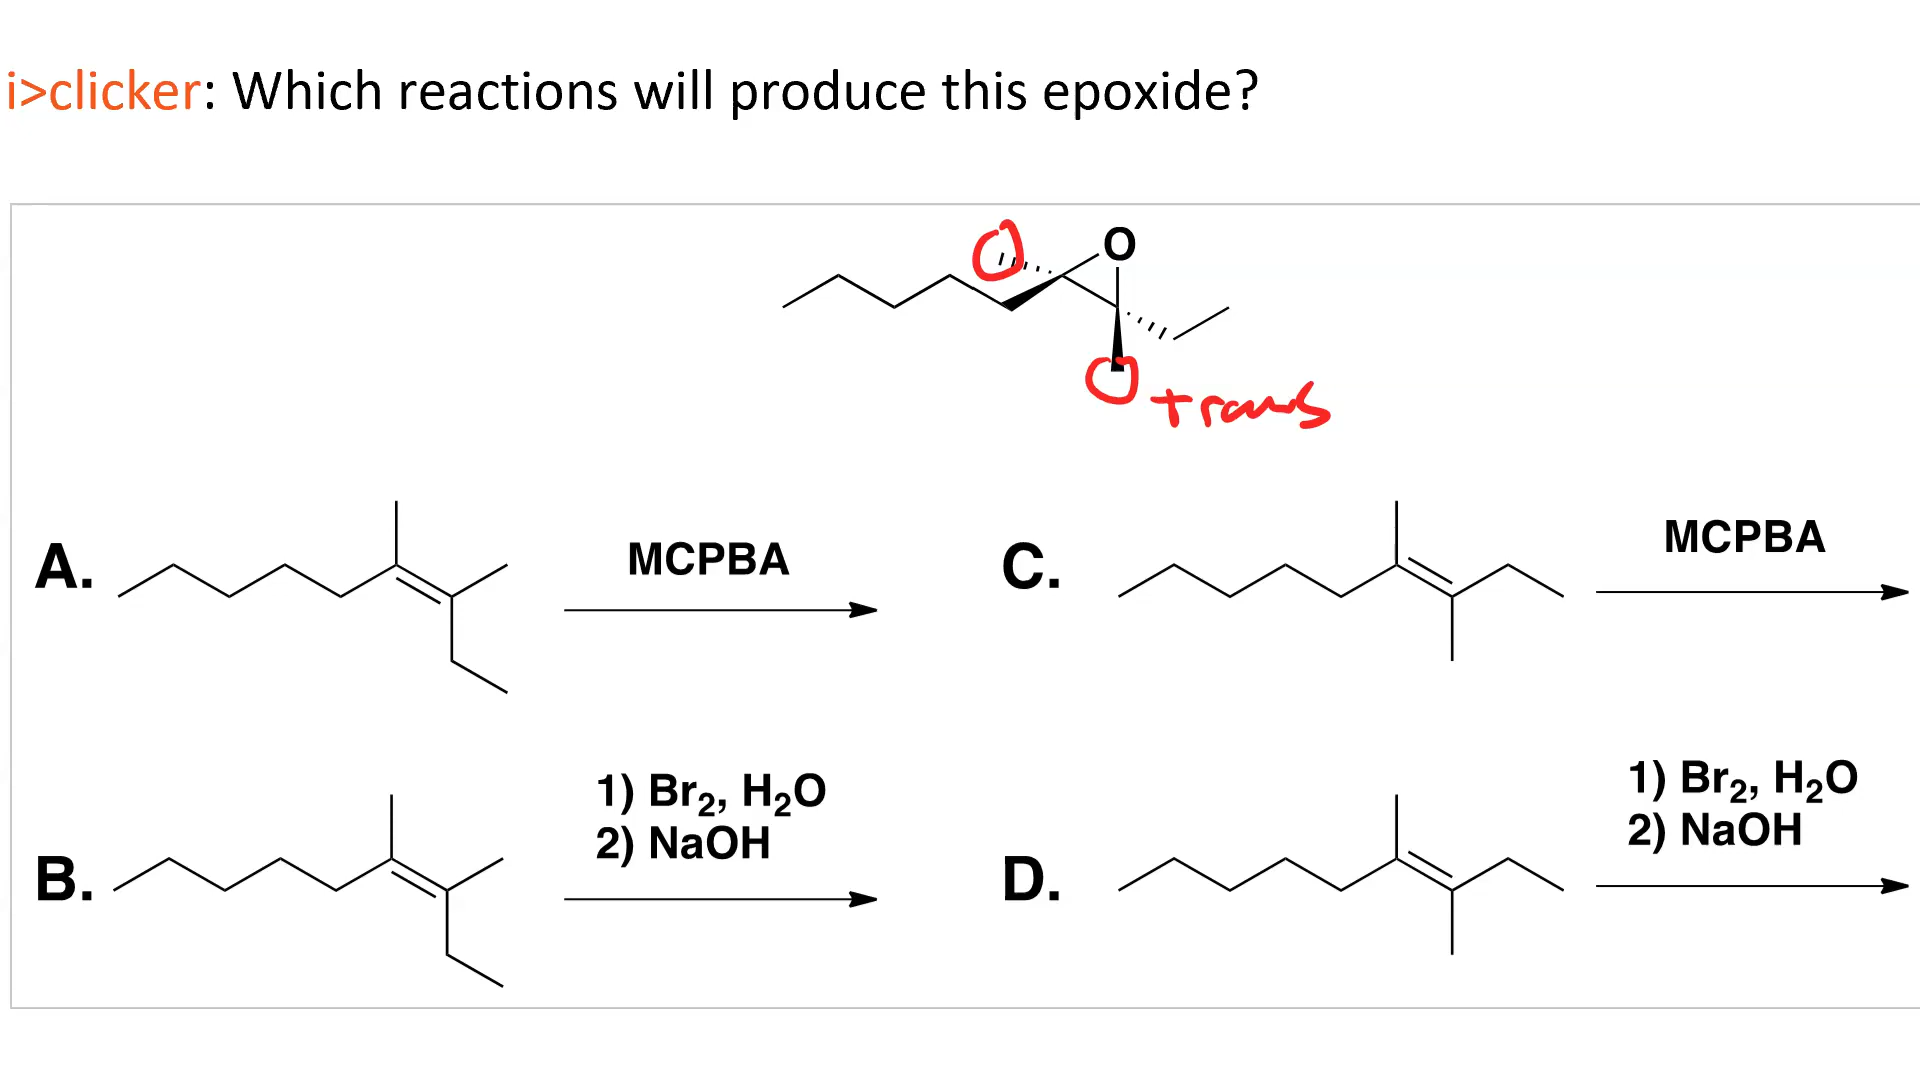 i>clicker: Which reactions will produce this epoxide?
O
trans
A.
MCPBA
C.
MCPBA
B.
1) Br2, H2O
2) NaOH
D.
1) Br2, H2O
2) NaOH